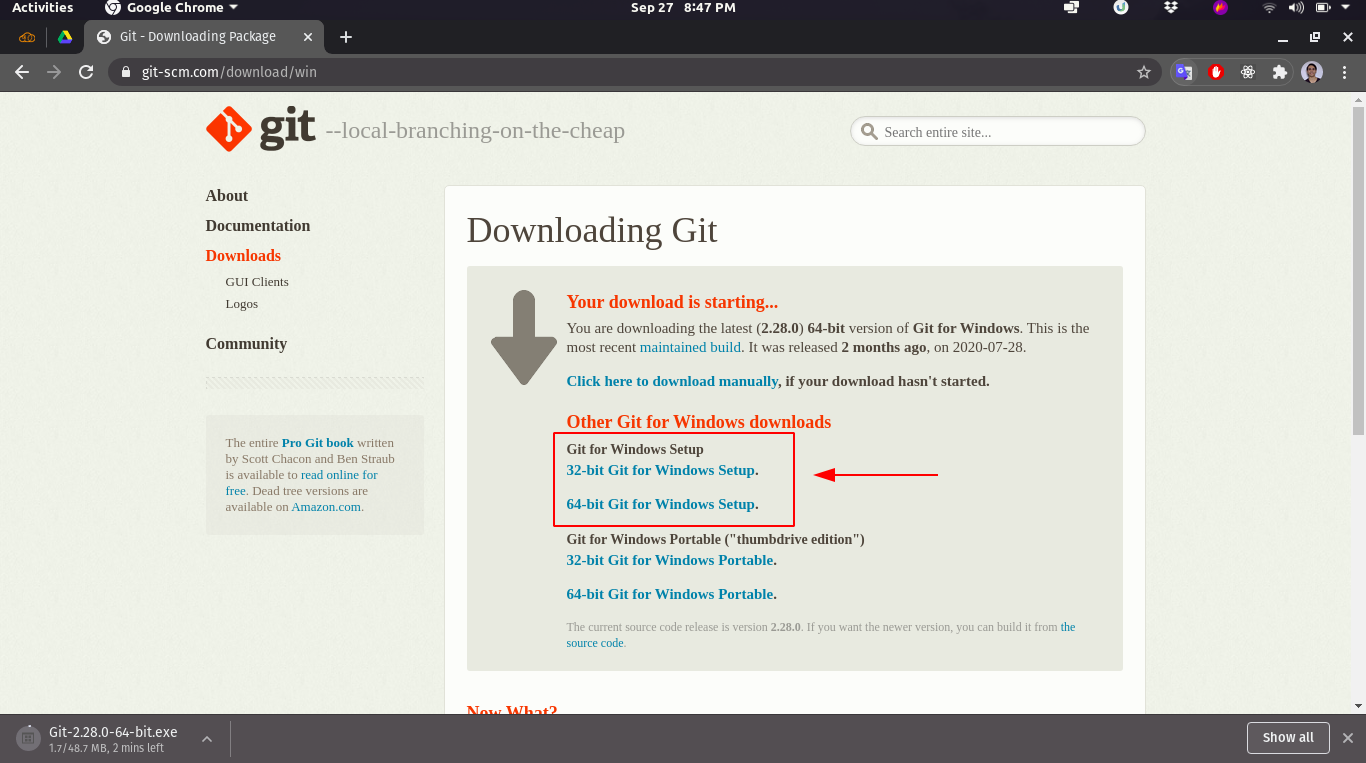 Activities
Google Chrome
Sep 27 8:47 PM
Git - Downloading Package
git-scm.com/download/win
git --local-branching-on-the-cheap
Search entire site...
About
Documentation
Downloads
GUI Clients
Logos
Community
The entire Pro Git book written
by Scott Chacon and Ben Straub
is available to read online for
free. Dead tree versions are
available on Amazon.com.
Downloading Git
Your download is starting...
You are downloading the latest (2.28.0) 64-bit version of Git for Windows. This is the
most recent maintained build. It was released 2 months ago, on 2020-07-28.
Click here to download manually, if your download hasn't started.
Other Git for Windows downloads
Git for Windows Setup
32-bit Git for Windows Setup.
64-bit Git for Windows Setup.
Git for Windows Portable ("thumbdrive edition")
32-bit Git for Windows Portable.
64-bit Git for Windows Portable.
The current source code release is version 2.28.0. If you want the newer version, you can build it from the
source code.
Now What?
Git-2.28.0-64-bit.exe
1.7/48.7 MB, 2 mins left
Show all